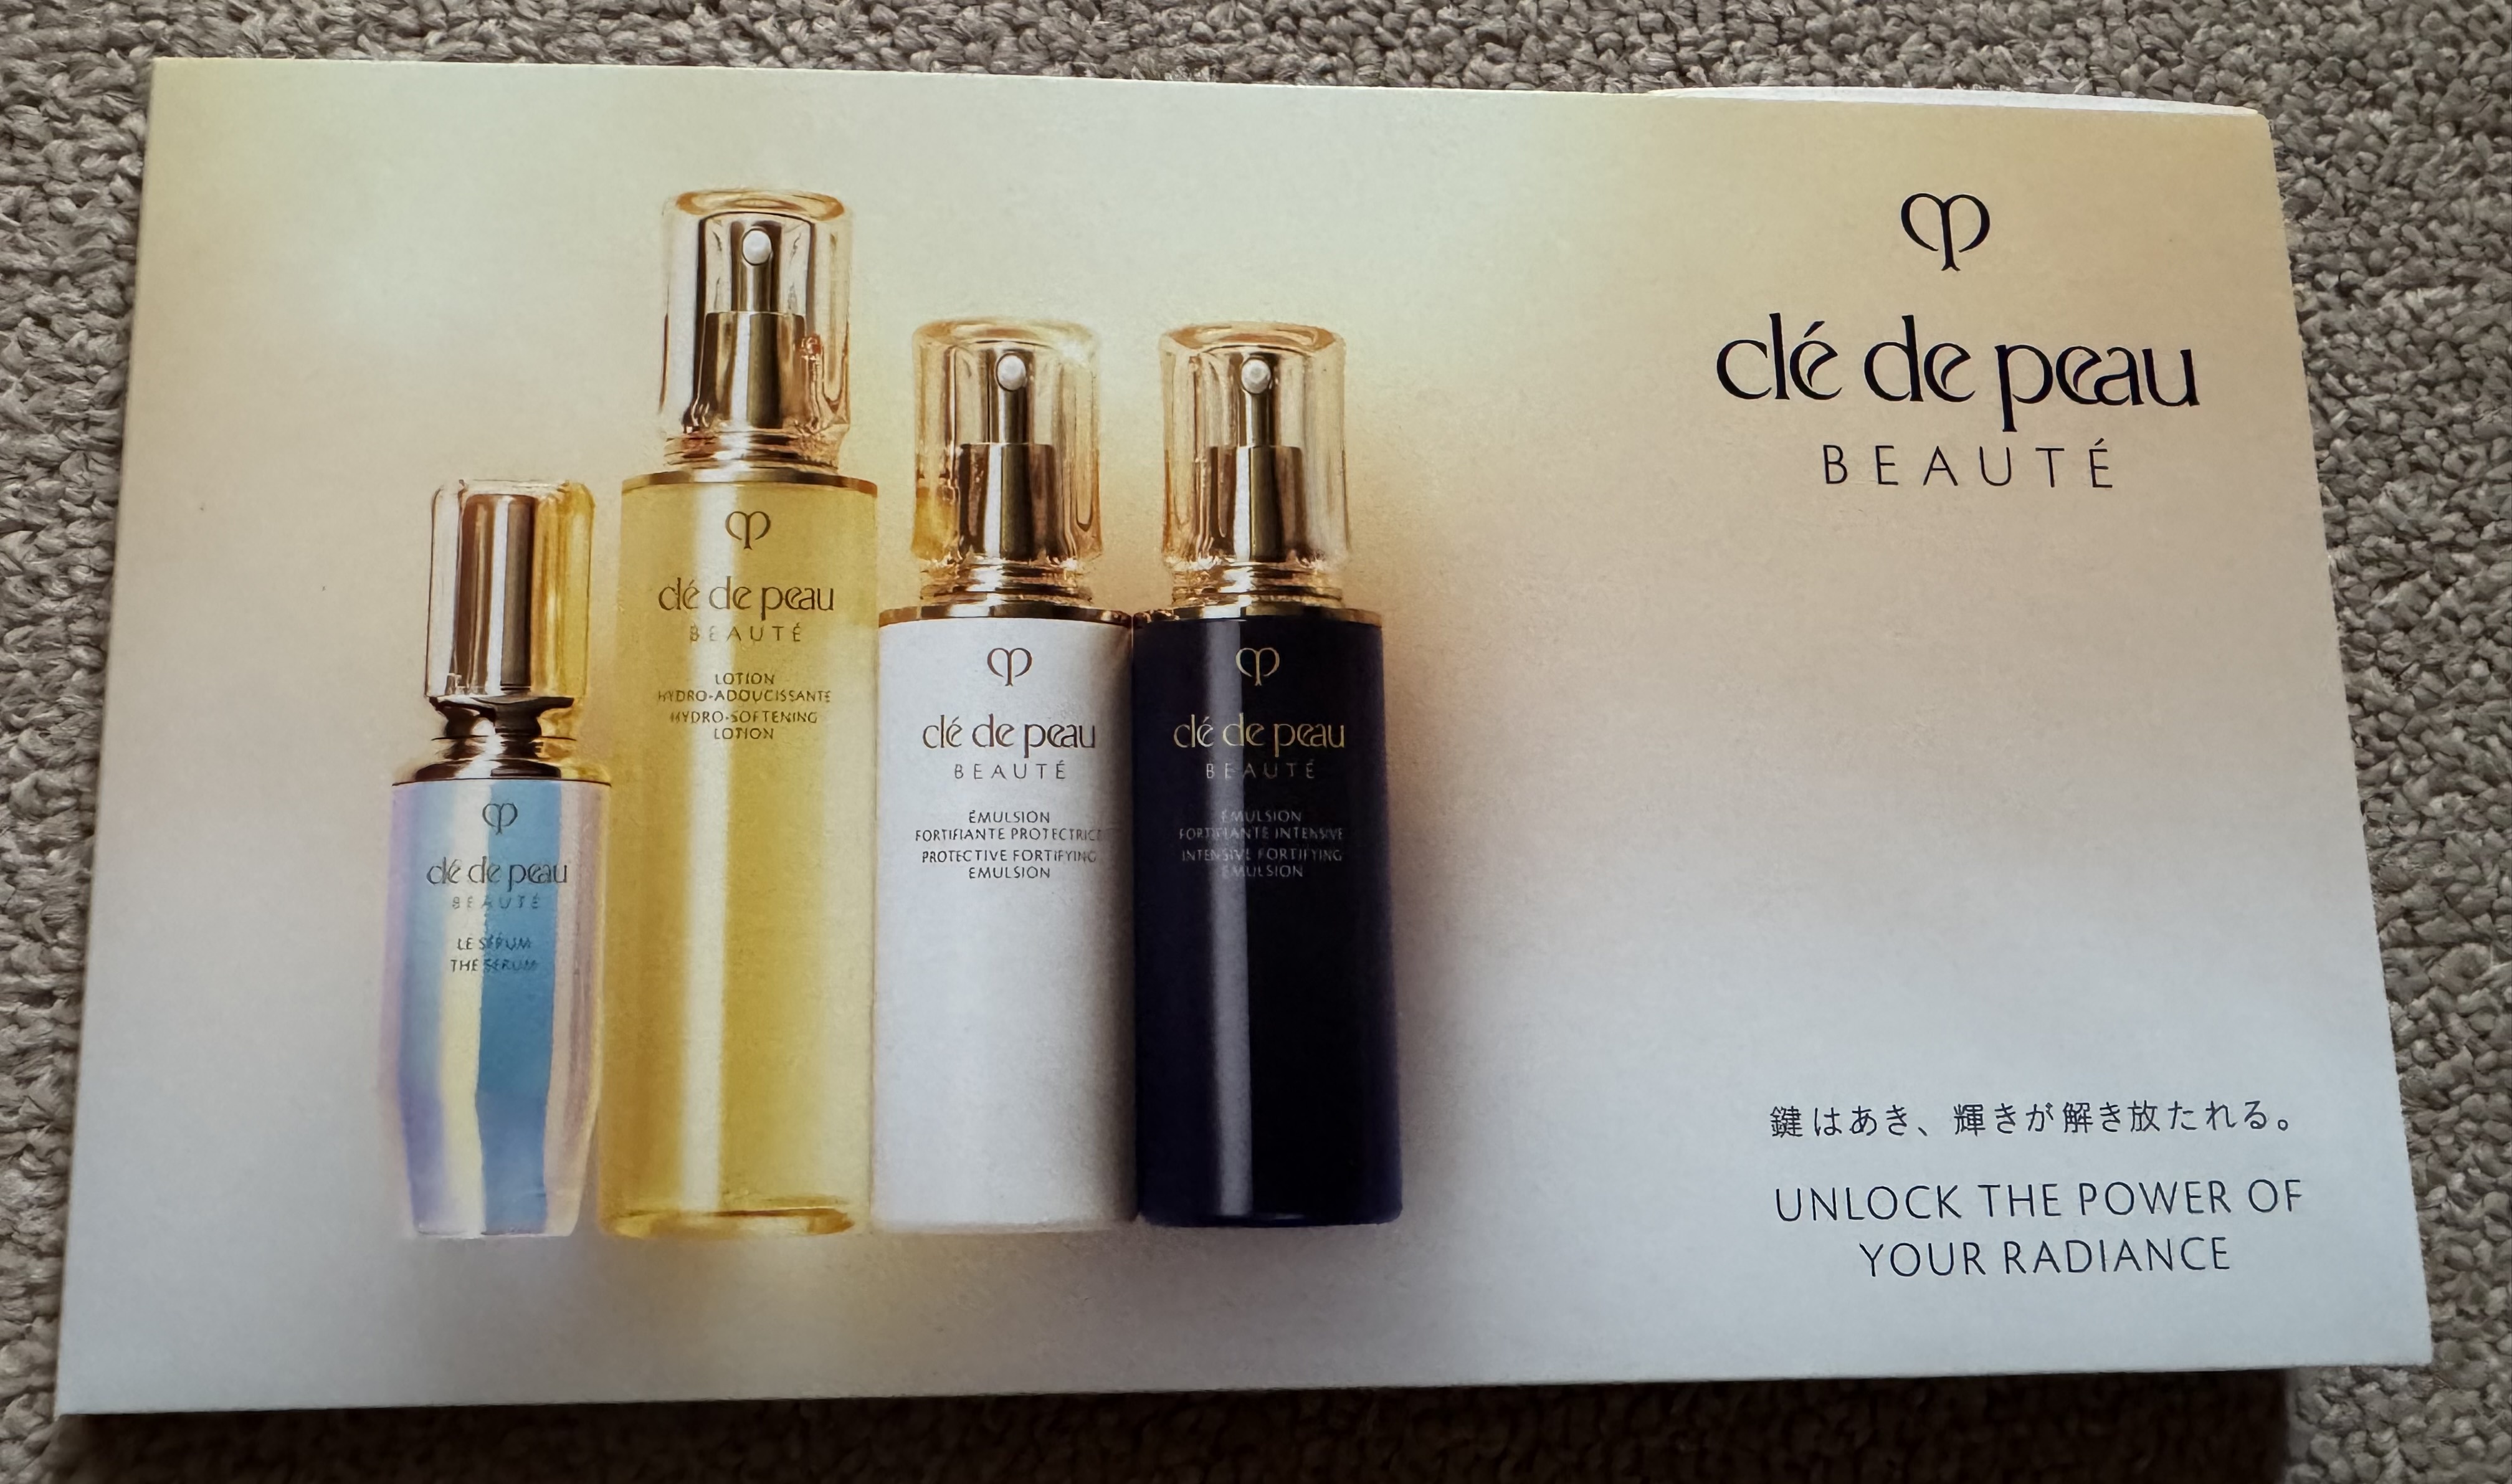 clé de peau
BEAUTÉ
clé de peau
BEAUTÉ
LE SÉRUM
THE SERUM
clé de peau
BEAUTÉ
LOTION
HYDRO-ADOUCISSANTE
HYDRO-SOFTENING
LOTION
clé de peau
BEAUTÉ
ÉMULSION
FORTIFIANTE PROTECTRICE
PROTECTIVE FORTIFYING
EMULSION
clé de peau
BEAUTÉ
ÉMULSION
FORTIFIANTE INTENSIVE
INTENSIVE FORTIFYING
EMULSION
鍵はあき、輝きが解き放たれる。
UNLOCK THE POWER OF
YOUR RADIANCE